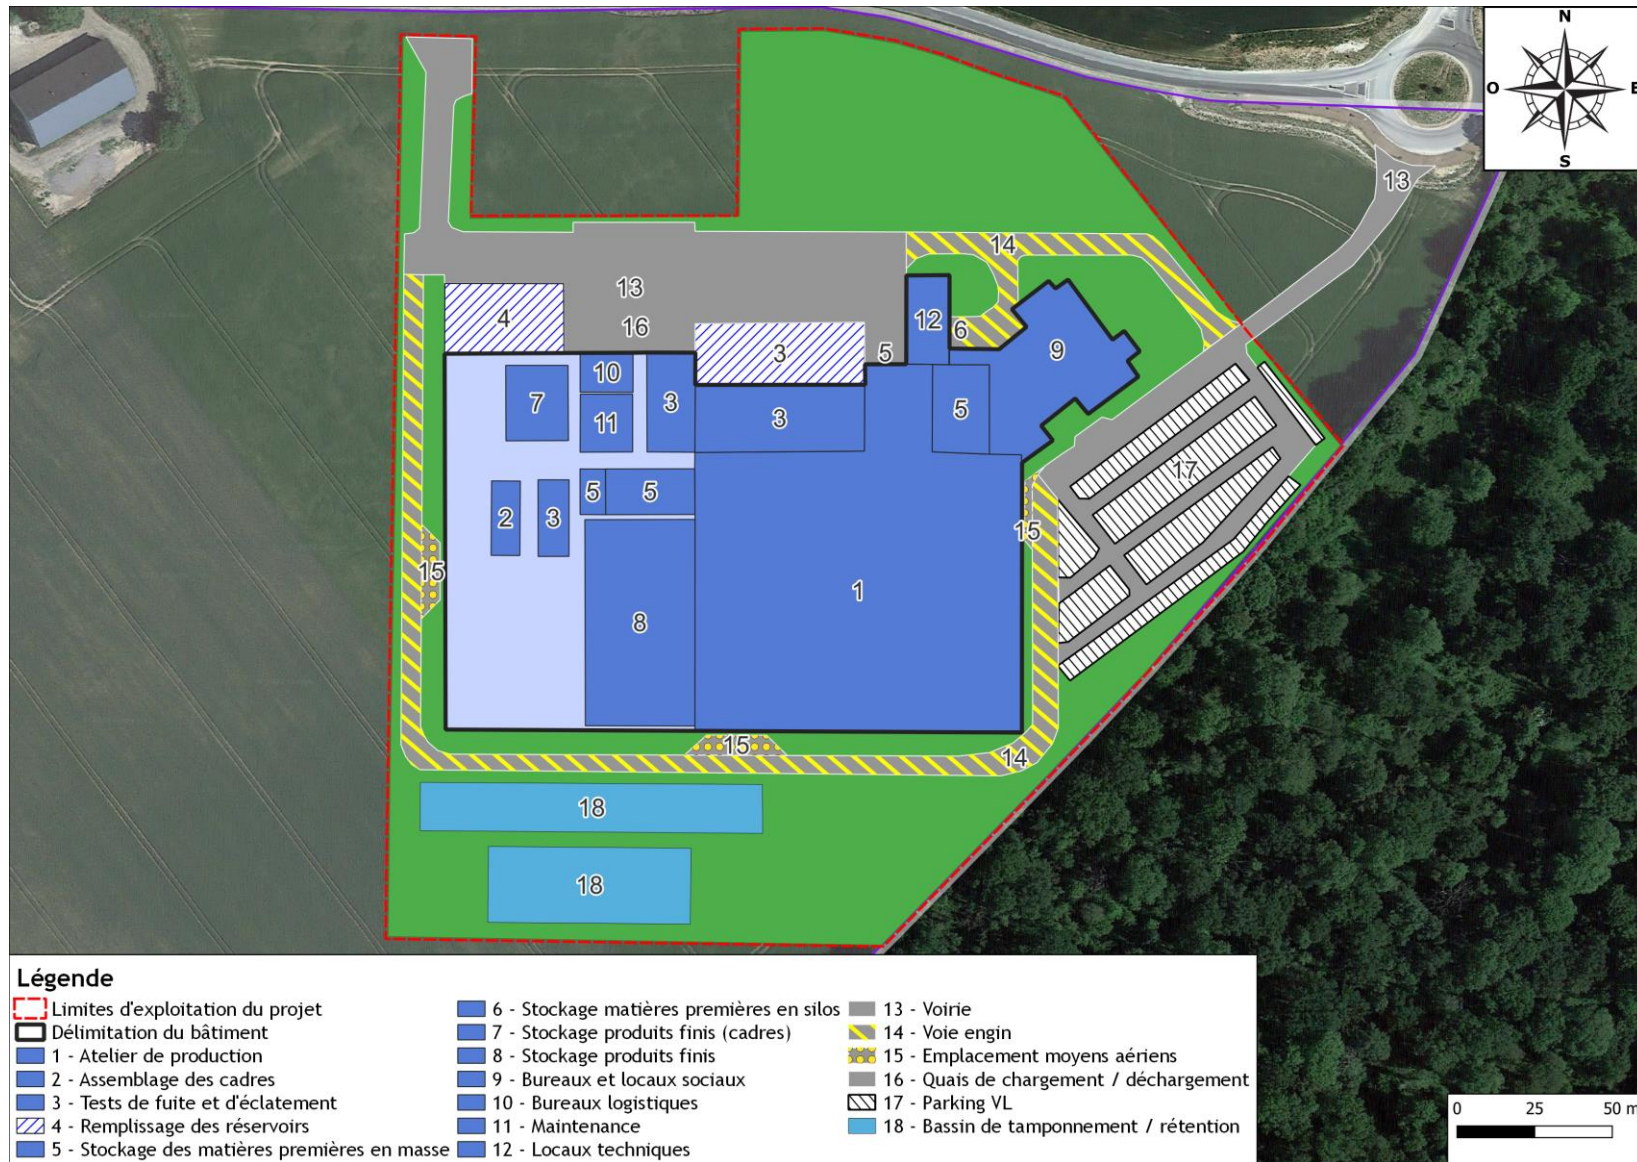 N
O
E
S
13
14
13
4
16
12
6
3
5
9
10
7
3
3
5
11
17
5
5
2
3
15
15
1
8
15
14
18
18
Légende
Limites d'exploitation du projet
Délimitation du bâtiment
1 - Atelier de production
2 - Assemblage des cadres
3 - Tests de fuite et d'éclatement
4 - Remplissage des réservoirs
5 - Stockage des matières premières en masse
6 - Stockage matières premières en silos
7 - Stockage produits finis (cadres)
8 - Stockage produits finis
9 - Bureaux et locaux sociaux
10 - Bureaux logistiques
11 - Maintenance
12 - Locaux techniques
13 - Voirie
14 - Voie engin
15 - Emplacement moyens aériens
16 - Quais de chargement / déchargement
17 - Parking VL
18 - Bassin de tamponnement / rétention
0 25 50 m